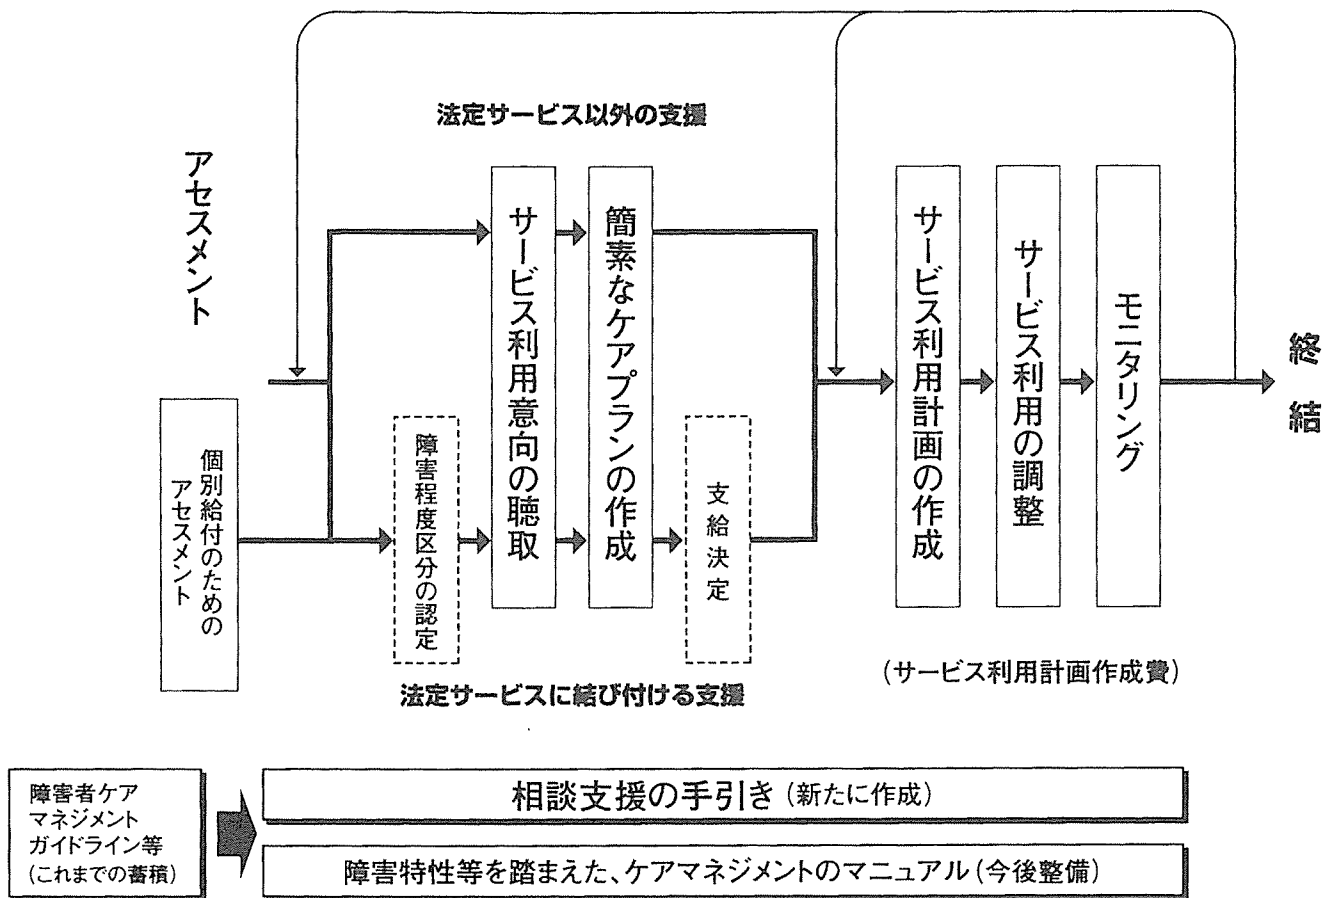 法定サービス以外の支援
アセスメント
個別給付のための
アセスメント
障害程度区分の認定
サービス利用意向の聴取
簡素なケアプランの作成
支給決定
サービス利用計画の作成
サービス利用の調整
モニタリング
終結
(サービス利用計画作成費)
法定サービスに結び付ける支援
障害者ケア
マネジメント
ガイドライン等
(これまでの蓄積)
相談支援の手引き(新たに作成)
障害特性等を踏まえた、ケアマネジメントのマニュアル(今後整備)